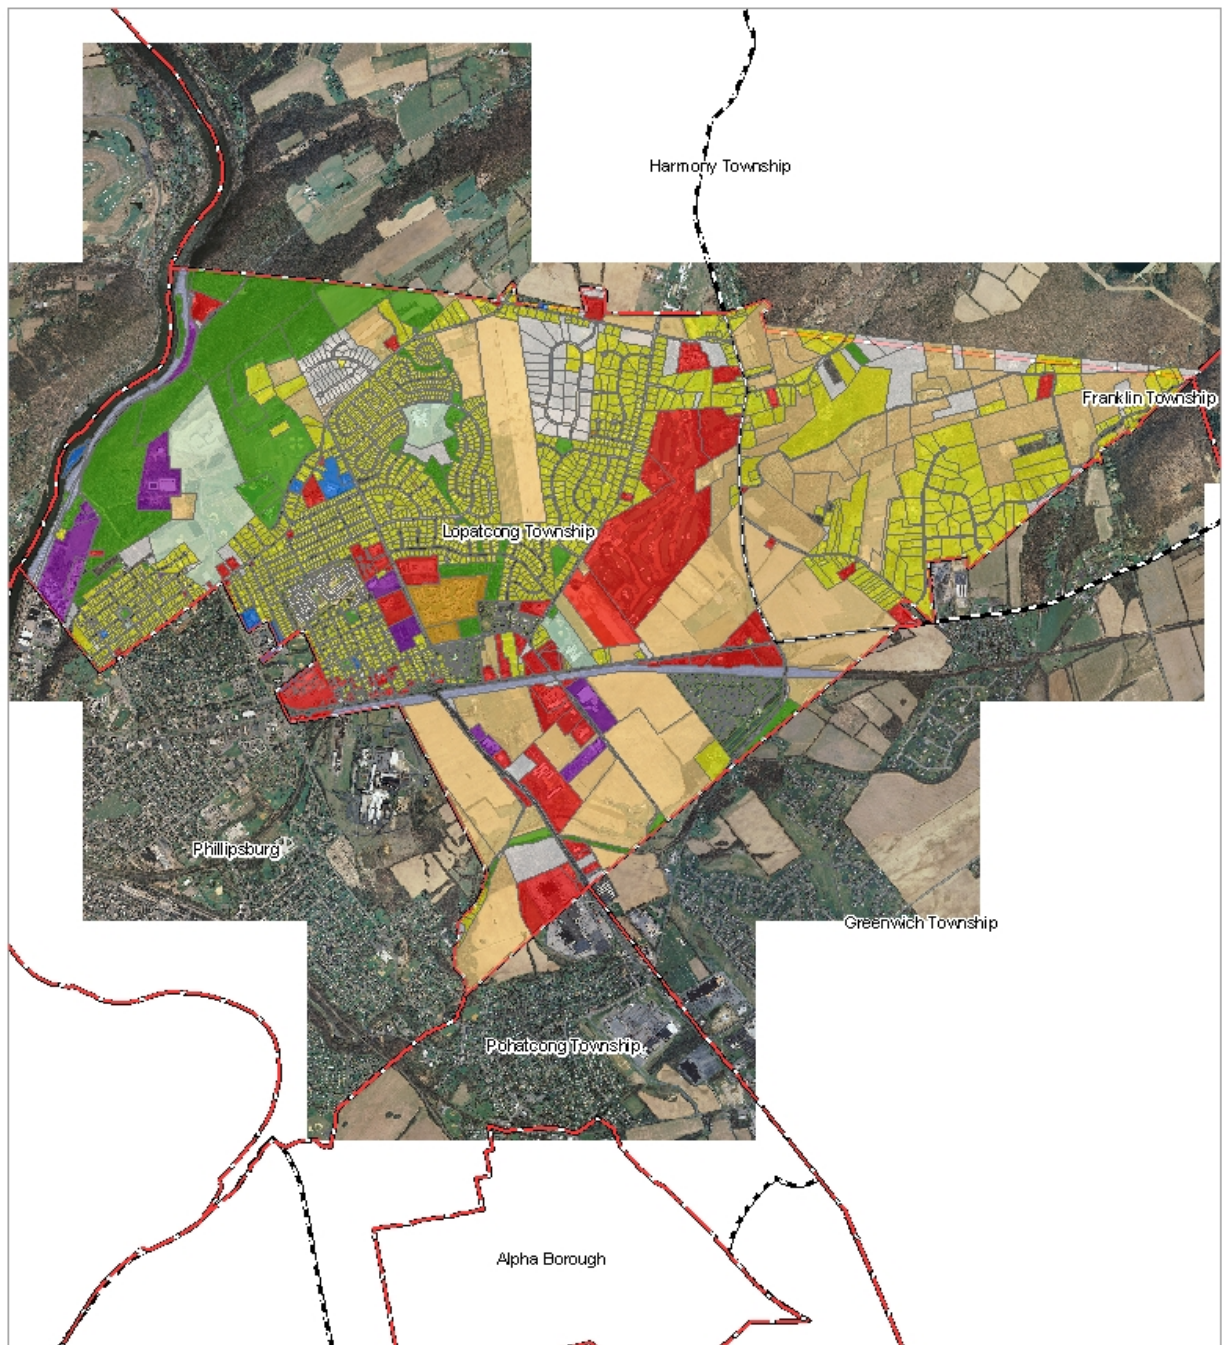 Harmony Township
Franklin Township
Lopatcong Township
Phillipsburg
Greenwich Township
Pohatcong Township
Alpha Borough